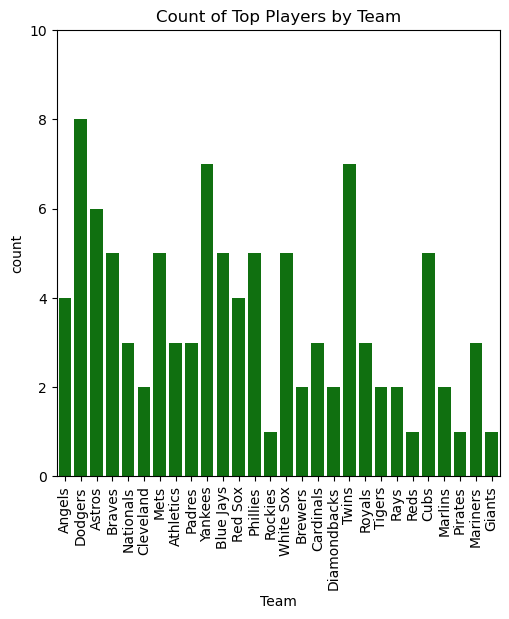 Count of Top Players by Team
10
8
6
4
2
0
count
Angels
Dodgers
Astros
Braves
Nationals
Cleveland
Mets
Athletics
Padres
Yankees
Blue Jays
Red Sox
Phillies
Rockies
White Sox
Brewers
Cardinals
Diamondbacks
Twins
Royals
Tigers
Rays
Reds
Cubs
Marlins
Pirates
Mariners
Giants
Team